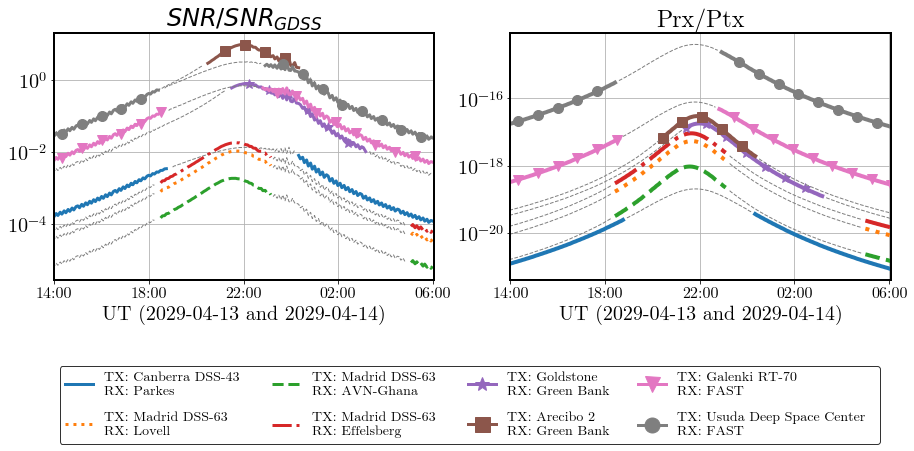 SNR/SNR_GDSS
Prx/Ptx
10^0
10^-2
10^-4
10^-16
10^-18
10^-20
14:00 18:00 22:00 02:00 06:00
14:00 18:00 22:00 02:00 06:00
UT (2029-04-13 and 2029-04-14)
UT (2029-04-13 and 2029-04-14)
TX: Canberra DSS-43
RX: Parkes
TX: Madrid DSS-63
RX: Lovell
TX: Madrid DSS-63
RX: AVN-Ghana
TX: Madrid DSS-63
RX: Effelsberg
TX: Goldstone
RX: Green Bank
TX: Arecibo 2
RX: Green Bank
TX: Galenki RT-70
RX: FAST
TX: Usuda Deep Space Center
RX: FAST